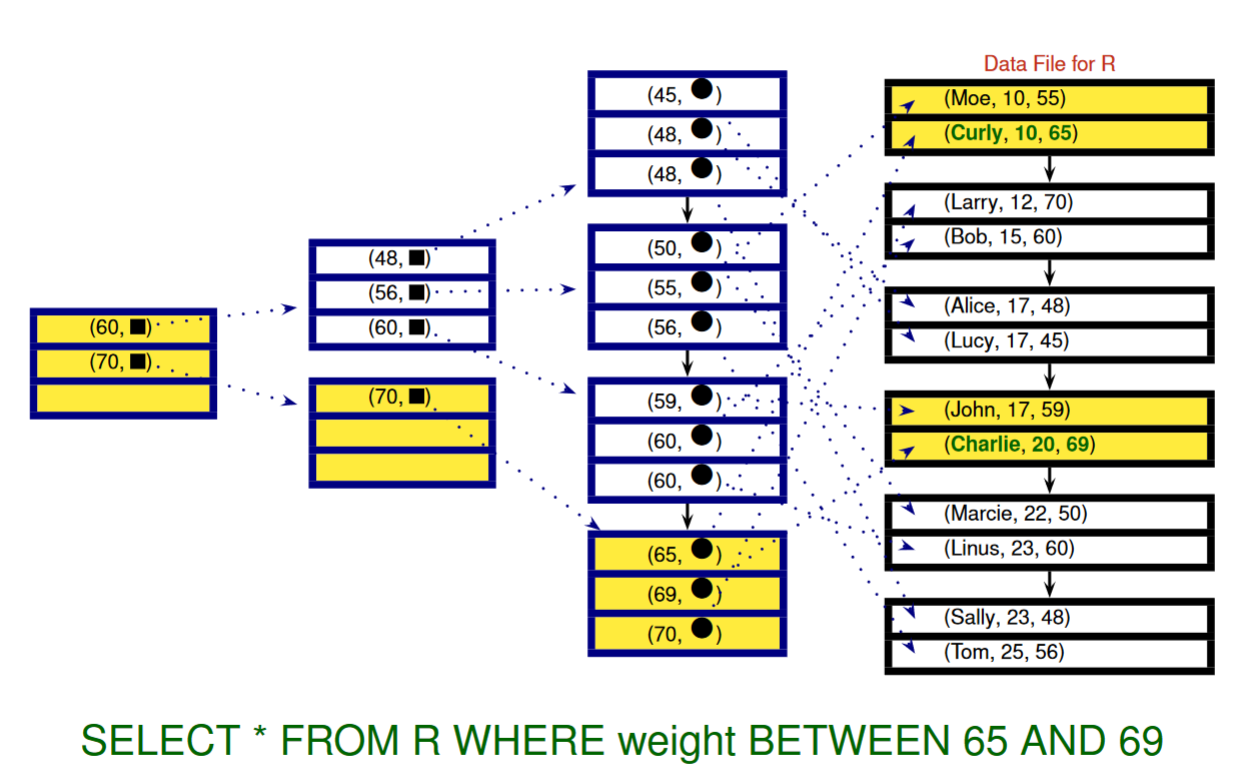 (60, ■)
(70, ■)
(48, ■)
(56, ■)
(60, ■)
(70, ■)
(45, ●)
(48, ●)
(48, ●)
(50, ●)
(55, ●)
(56, ●)
(59, ●)
(60, ●)
(60, ●)
(65, ●)
(69, ●)
(70, ●)
Data File for R
(Moe, 10, 55)
(Curly, 10, 65)
(Larry, 12, 70)
(Bob, 15, 60)
(Alice, 17, 48)
(Lucy, 17, 45)
(John, 17, 59)
(Charlie, 20, 69)
(Marcie, 22, 50)
(Linus, 23, 60)
(Sally, 23, 48)
(Tom, 25, 56)
SELECT * FROM R WHERE weight BETWEEN 65 AND 69